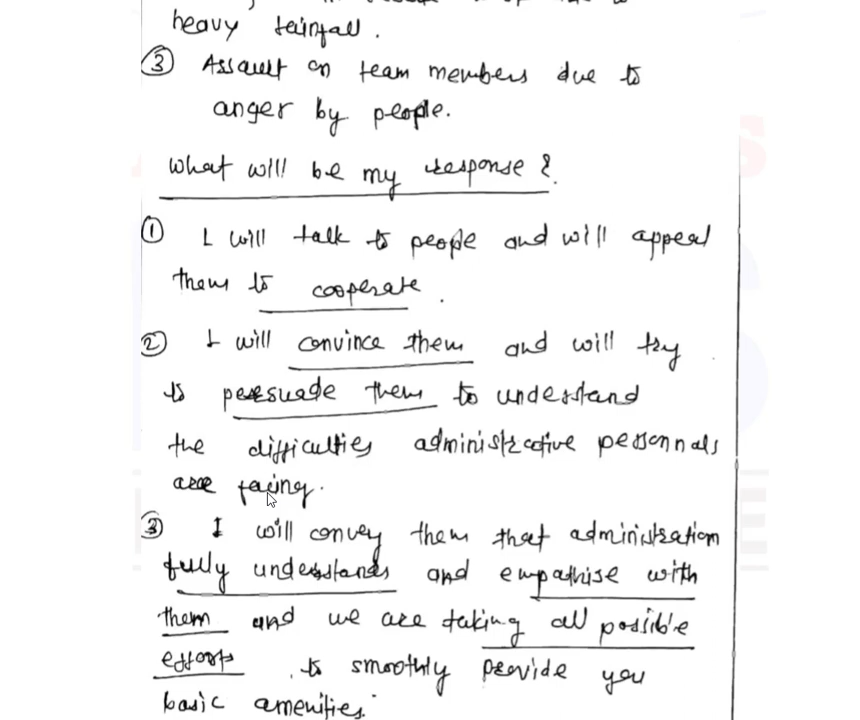 heavy rainfall.
③ Assault on team members due to
anger by people.
What will be my response?
① I will talk to people and will appeal
them to cooperate.
② I will convince them and will try
to persuade them to understand
the difficulties administrative personnals
are facing.
③ I will convey them that administration
fully understands and empathise with
them and we are taking all possible
efforts to smoothly provide you
basic amenities.